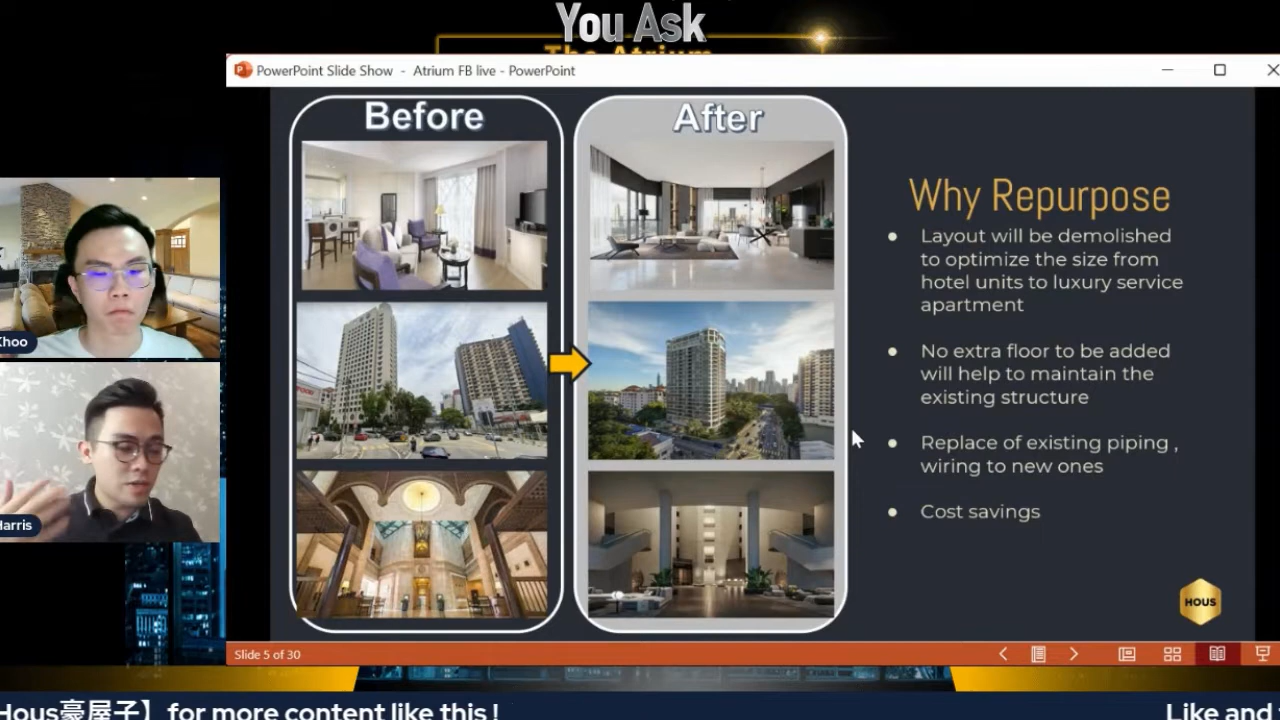 You Ask
The Atrium
PowerPoint Slide Show - Atrium FB live - PowerPoint
Before
After
Why Repurpose
• Layout will be demolished
to optimize the size from
hotel units to luxury service
apartment
• No extra floor to be added
will help to maintain the
existing structure
• Replace of existing piping ,
wiring to new ones
• Cost savings
HOUS
Khoo
Harris
Slide 5 of 30
Hous豪屋子】for more content like this !
Like and